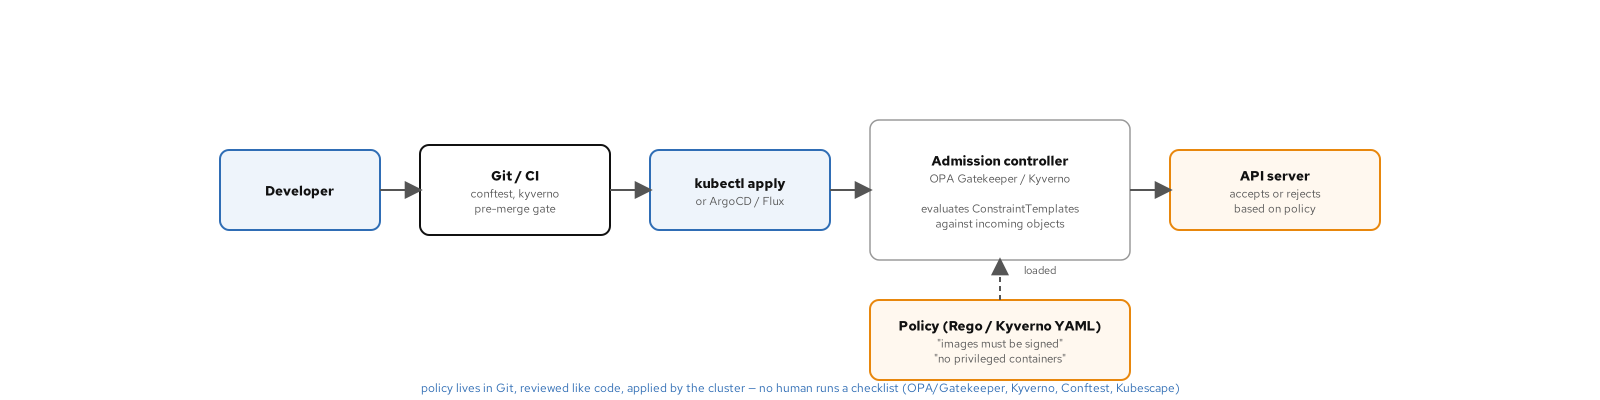 Developer
Git / CI
conftest, kyverno
pre-merge gate
kubectl apply
or ArgoCD / Flux
Admission controller
OPA Gatekeeper / Kyverno
evaluates ConstraintTemplates
against incoming objects
API server
accepts or rejects
based on policy
loaded
Policy (Rego / Kyverno YAML)
"images must be signed"
"no privileged containers"
policy lives in Git, reviewed like code, applied by the cluster — no human runs a checklist (OPA/Gatekeeper, Kyverno, Conftest, Kubescape)